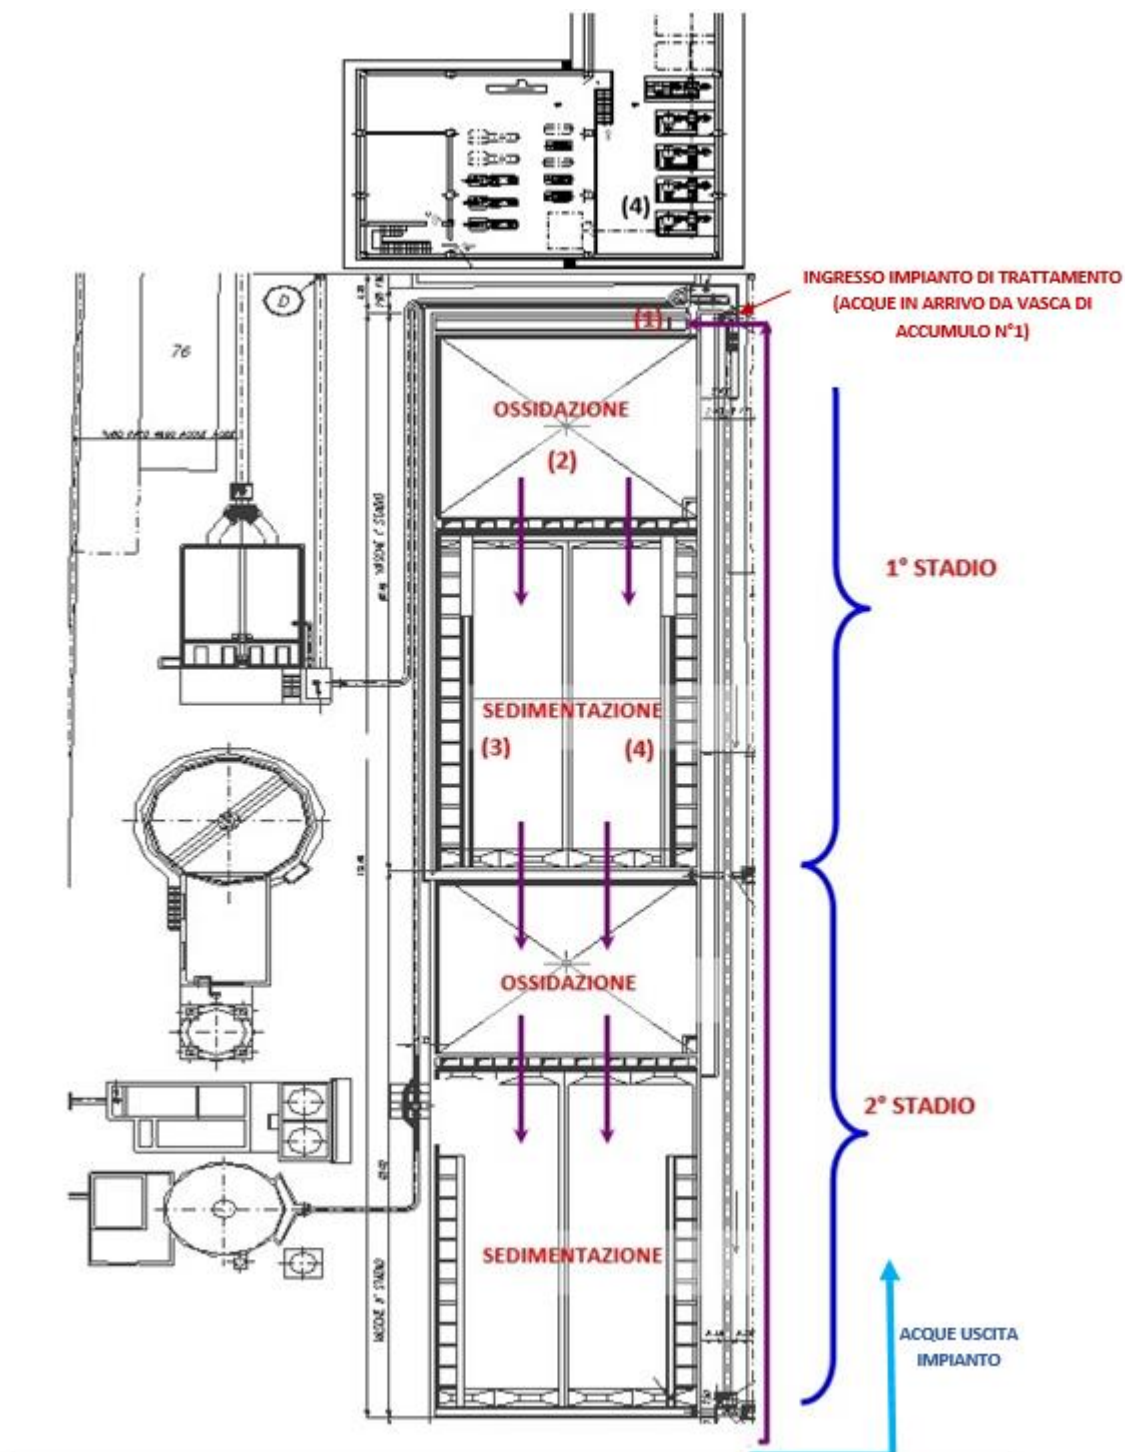 (4)
INGRESSO IMPIANTO DI TRATTAMENTO
(ACQUE IN ARRIVO DA VASCA DI
ACCUMULO N°1)
D
(1)
76
OSSIDAZIONE
(2)
1° STADIO
SEDIMENTAZIONE
(3)
(4)
OSSIDAZIONE
2° STADIO
SEDIMENTAZIONE
ACQUE USCITA
IMPIANTO